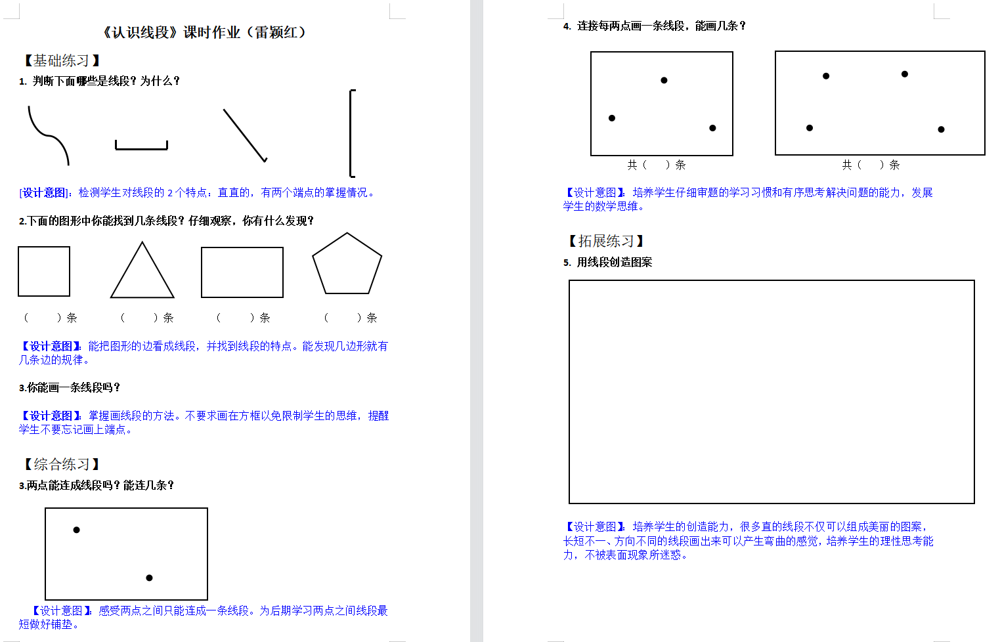 《认识线段》课时作业（雷颖红）
【基础练习】
1. 判断下面哪些是线段？为什么？
[设计意图]：检测学生对线段的 2 个特点：直直的，有两个端点的掌握情况。
2.下面的图形中你能找到几条线段？仔细观察，你有什么发现？
（ ）条 （ ）条 （ ）条 （ ）条
【设计意图】：能把图形的边看成线段，并找到线段的特点。能发现几边形就有
几条边的规律。
3.你能画一条线段吗？
【设计意图】：掌握画线段的方法。不要求画在方框以免限制学生的思维，提醒
学生不要忘记画上端点。
【综合练习】
3.两点能连成线段吗？能连几条？
【设计意图】：感受两点之间只能连成一条线段。为后期学习两点之间线段最
短做好铺垫。
4. 连接每两点画一条线段，能画几条？
共（ ）条 共（ ）条
【设计意图】：培养学生仔细审题的学习习惯和有序思考解决问题的能力，发展
学生的数学思维。
【拓展练习】
5. 用线段创造图案
【设计意图】：培养学生的创造能力，很多直的线段不仅可以组成美丽的图案，
长短不一、方向不同的线段画出来可以产生弯曲的感觉，培养学生的理性思考能
力，不被表面现象所迷惑。